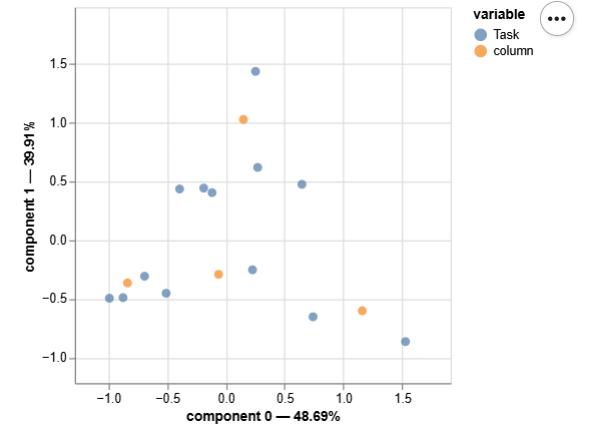 variable
Task
column
1.5
1.0
0.5
0.0
−0.5
−1.0
component 1 — 39.91%
−1.0 −0.5 0.0 0.5 1.0 1.5
component 0 — 48.69%